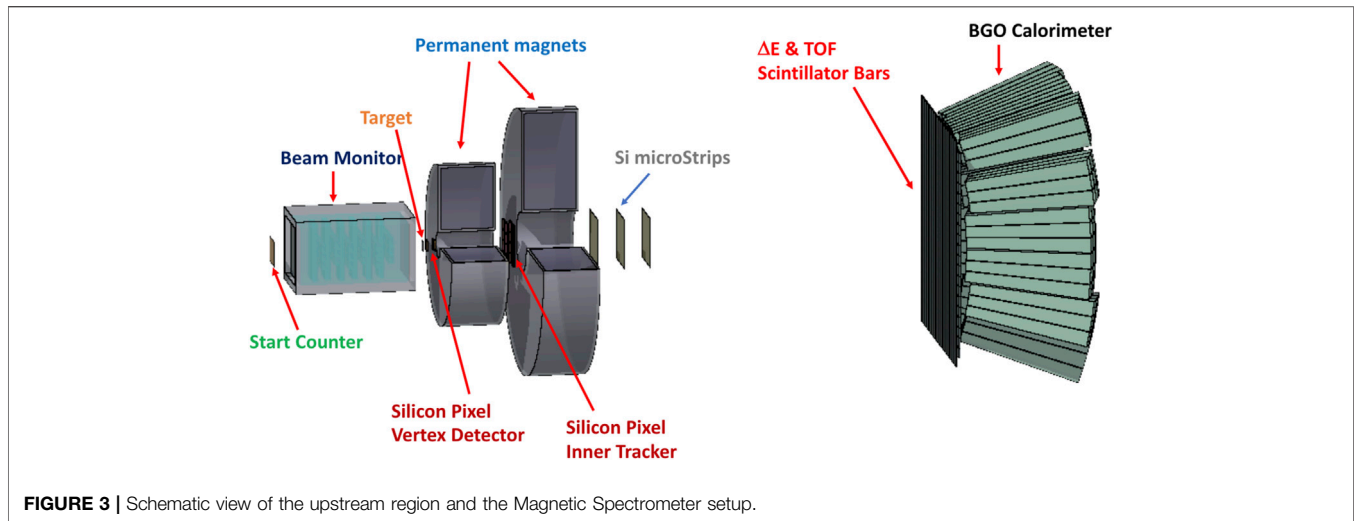 BGO Calorimeter
Permanent magnets
ΔE & TOF
Scintillator Bars
Target
Beam Monitor
Si microStrips
Start Counter
Silicon Pixel
Vertex Detector
Silicon Pixel
Inner Tracker
FIGURE 3 | Schematic view of the upstream region and the Magnetic Spectrometer setup.